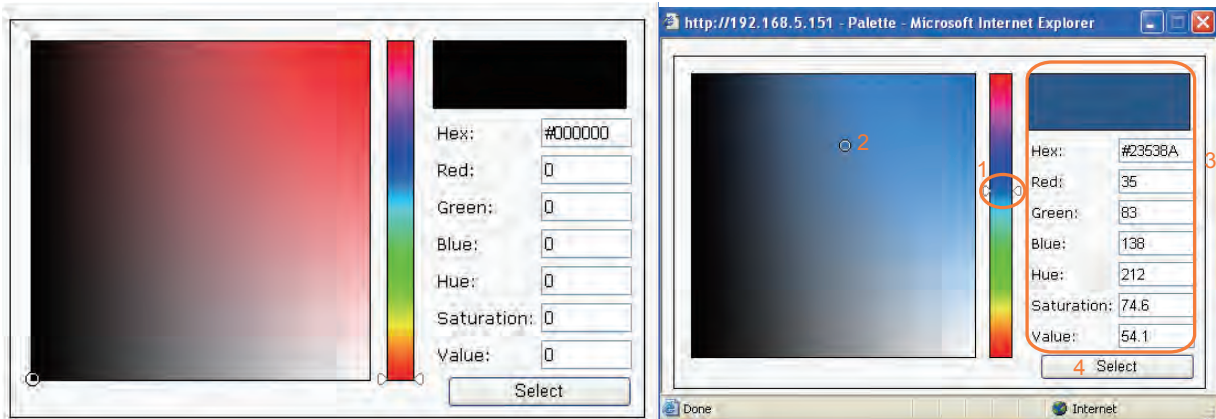 Hex: #000000
Red: 0
Green: 0
Blue: 0
Hue: 0
Saturation: 0
Value: 0
Select
http://192.168.5.151 - Palette - Microsoft Internet Explorer
2
1
3
Hex: #23538A
Red: 35
Green: 83
Blue: 138
Hue: 212
Saturation: 74.6
Value: 54.1
4 Select
Done
Internet